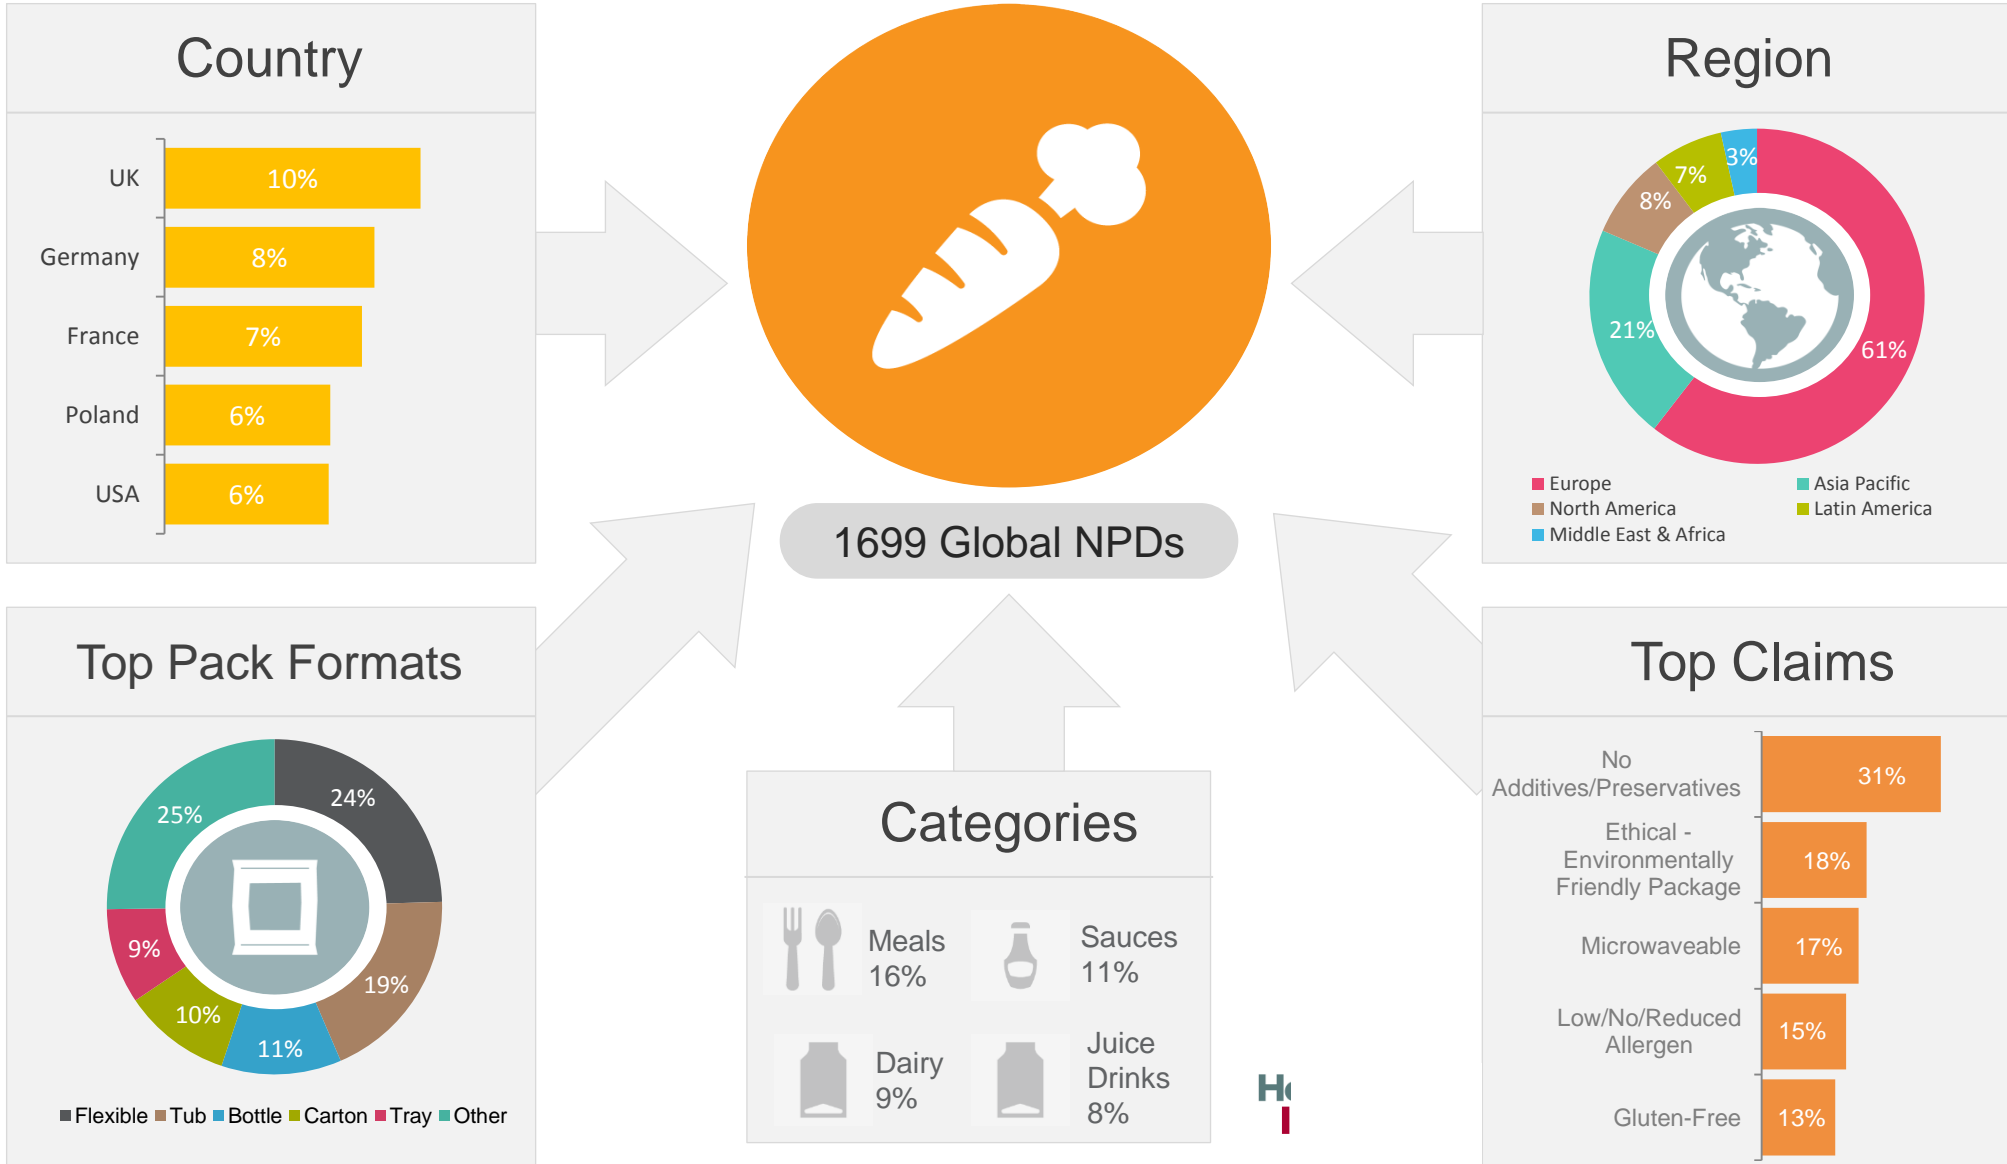 Country
UK
10%
Germany
8%
France
7%
Poland
6%
USA
6%
1699 Global NPDs
Region
3%
7%
8%
21%
61%
Europe
Asia Pacific
North America
Latin America
Middle East & Africa
Top Pack Formats
24%
25%
9%
19%
10%
11%
Flexible Tub Bottle Carton Tray Other
Categories
Meals
16%
Sauces
11%
Dairy
9%
Juice
Drinks
8%
Top Claims
No
Additives/Preservatives
31%
Ethical -
Environmentally
Friendly Package
18%
Microwaveable
17%
Low/No/Reduced
Allergen
15%
Gluten-Free
13%